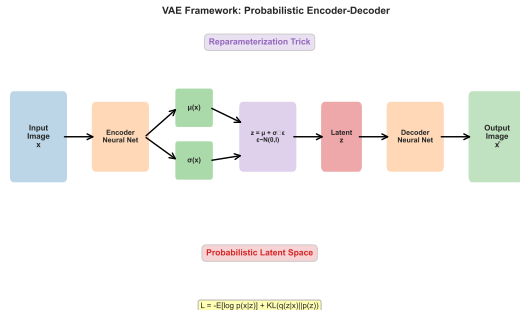 VAE Framework: Probabilistic Encoder-Decoder
Reparameterization Trick
Input
Image
x
Encoder
Neural Net
μ(x)
σ(x)
z = μ + σ□ε
ε~N(0,I)
Latent
z
Decoder
Neural Net
Output
Image
x̂
Probabilistic Latent Space
L = -E[log p(x|z)] + KL(q(z|x)||p(z))